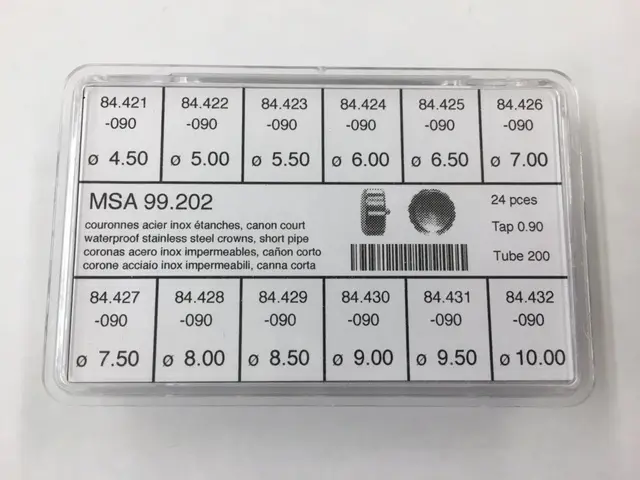 84.421 84.422 84.423 84.424 84.425 84.426
-090 -090 -090 -090 -090 -090
ø 4.50 ø 5.00 ø 5.50 ø 6.00 ø 6.50 ø 7.00
MSA 99.202
couronnes acier inox étanches, canon court
waterproof stainless steel crowns, short pipe
coronas acero inox impermeables, cañon corto
corone acciaio inox impermeabili, canna corta
24 pces
Tap 0.90
Tube 200
84.427 84.428 84.429 84.430 84.431 84.432
-090 -090 -090 -090 -090 -090
ø 7.50 ø 8.00 ø 8.50 ø 9.00 ø 9.50 ø 10.00